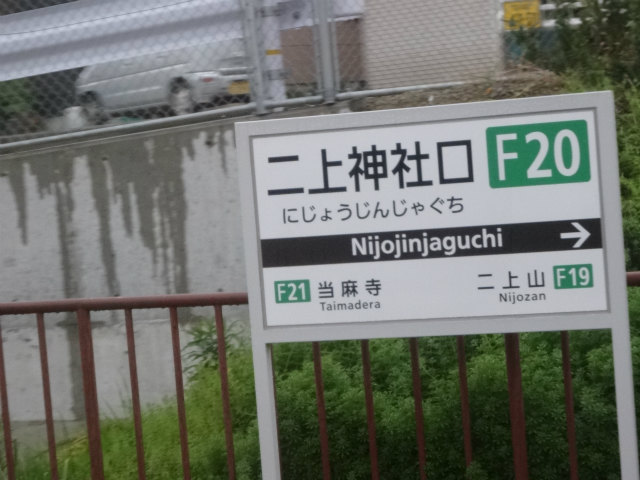 二上神社口 F20
にじょうじんじゃぐち
Nijojinjaguchi →
F21 当麻寺 二上山 F19
Taimadera Nijozan